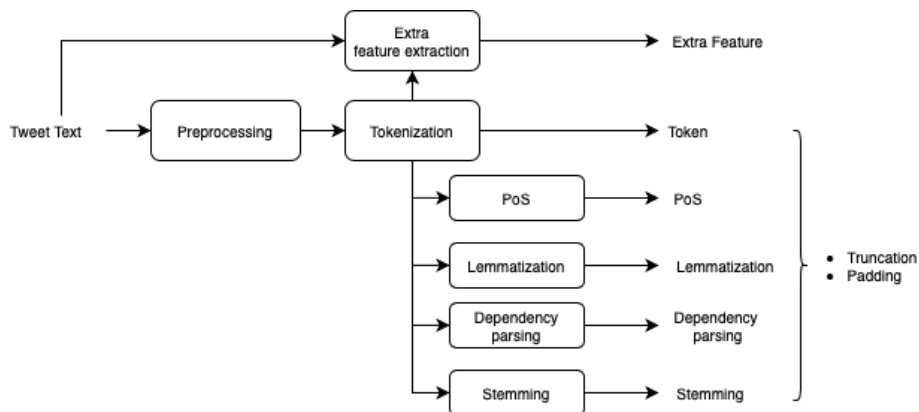 Extra
feature extraction
Extra Feature
Tweet Text
Preprocessing
Tokenization
Token
PoS
PoS
Lemmatization
Lemmatization
Dependency
parsing
Dependency
parsing
Stemming
Stemming
• Truncation
• Padding